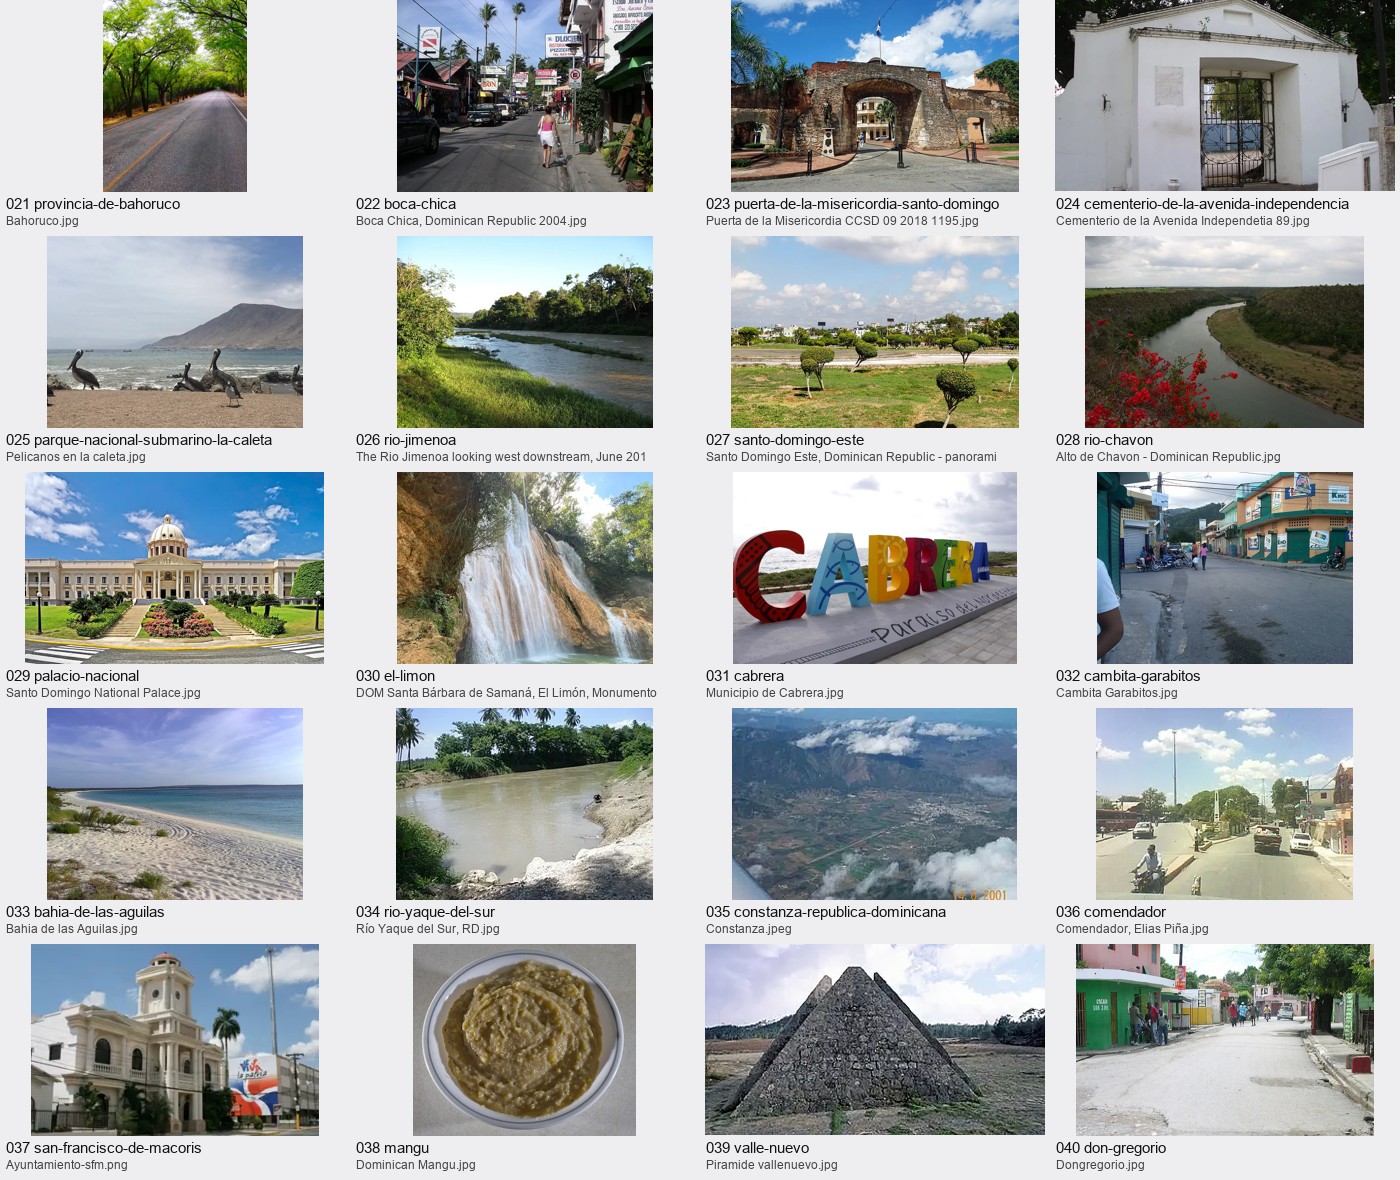 021 provincia-de-bahoruco
Bahoruco.jpg
022 boca-chica
Boca Chica, Dominican Republic 2004.jpg
023 puerta-de-la-misericordia-santo-domingo
Puerta de la Misericordia CCSD 09 2018 1195.jpg
024 cementerio-de-la-avenida-independencia
Cementerio de la Avenida Independetia 89.jpg
025 parque-nacional-submarino-la-caleta
Pelicanos en la caleta.jpg
026 rio-jimenoa
The Rio Jimenoa looking west downstream, June 201
027 santo-domingo-este
Santo Domingo Este, Dominican Republic - panorami
028 rio-chavon
Alto de Chavon - Dominican Republic.jpg
029 palacio-nacional
Santo Domingo National Palace.jpg
030 el-limon
DOM Santa Bárbara de Samaná, El Limón, Monumento
CABRERA
Paraiso del
031 cabrera
Municipio de Cabrera.jpg
032 cambita-garabitos
Cambita Garabitos.jpg
033 bahia-de-las-aguilas
Bahia de las Aguilas.jpg
034 rio-yaque-del-sur
Río Yaque del Sur, RD.jpg
2001
035 constanza-republica-dominicana
Constanza.jpeg
036 comendador
Comendador, Elias Piña.jpg
037 san-francisco-de-macoris
Ayuntamiento-sfm.png
038 mangu
Dominican Mangu.jpg
039 valle-nuevo
Piramide vallenuevo.jpg
040 don-gregorio
Dongregorio.jpg